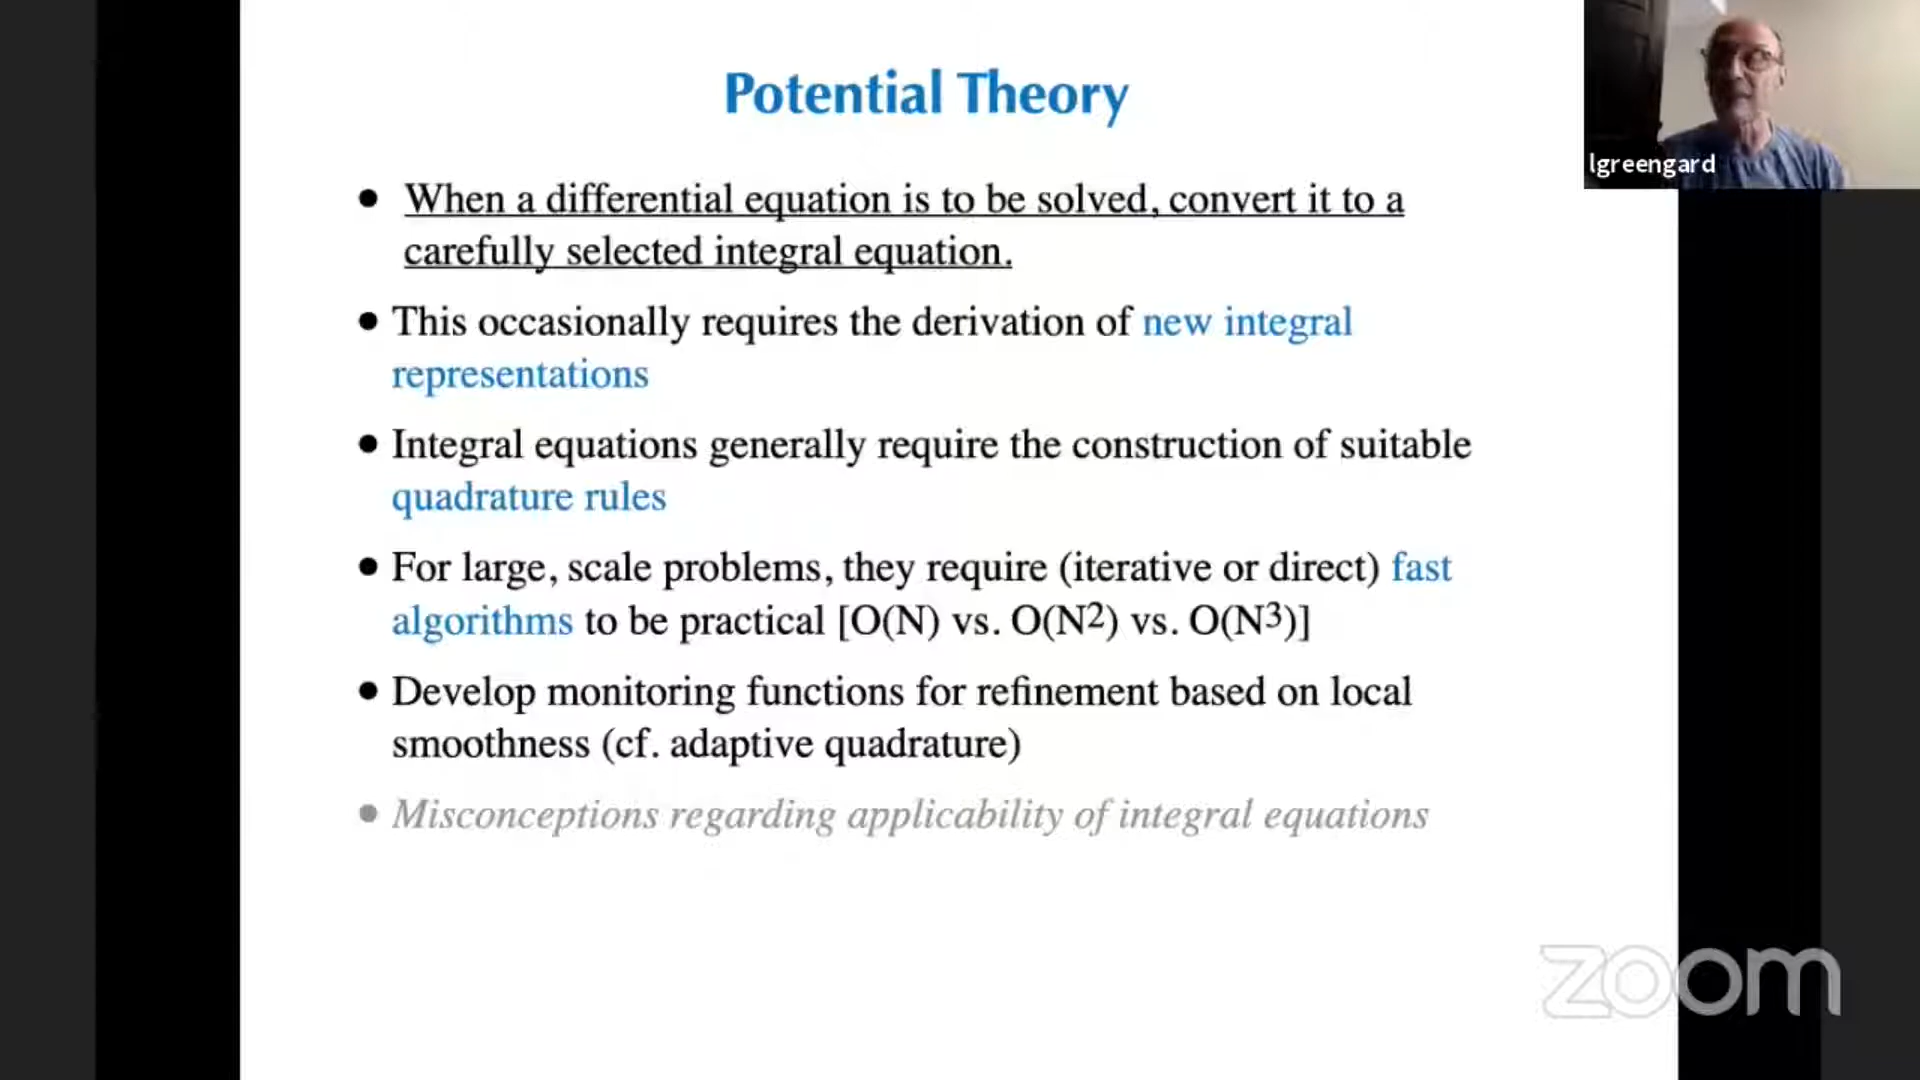 Potential Theory
lgreengard
● When a differential equation is to be solved, convert it to a
carefully selected integral equation.
● This occasionally requires the derivation of new integral
representations
● Integral equations generally require the construction of suitable
quadrature rules
● For large, scale problems, they require (iterative or direct) fast
algorithms to be practical [O(N) vs. O(N2) vs. O(N3)]
● Develop monitoring functions for refinement based on local
smoothness (cf. adaptive quadrature)
● Misconceptions regarding applicability of integral equations
zoom